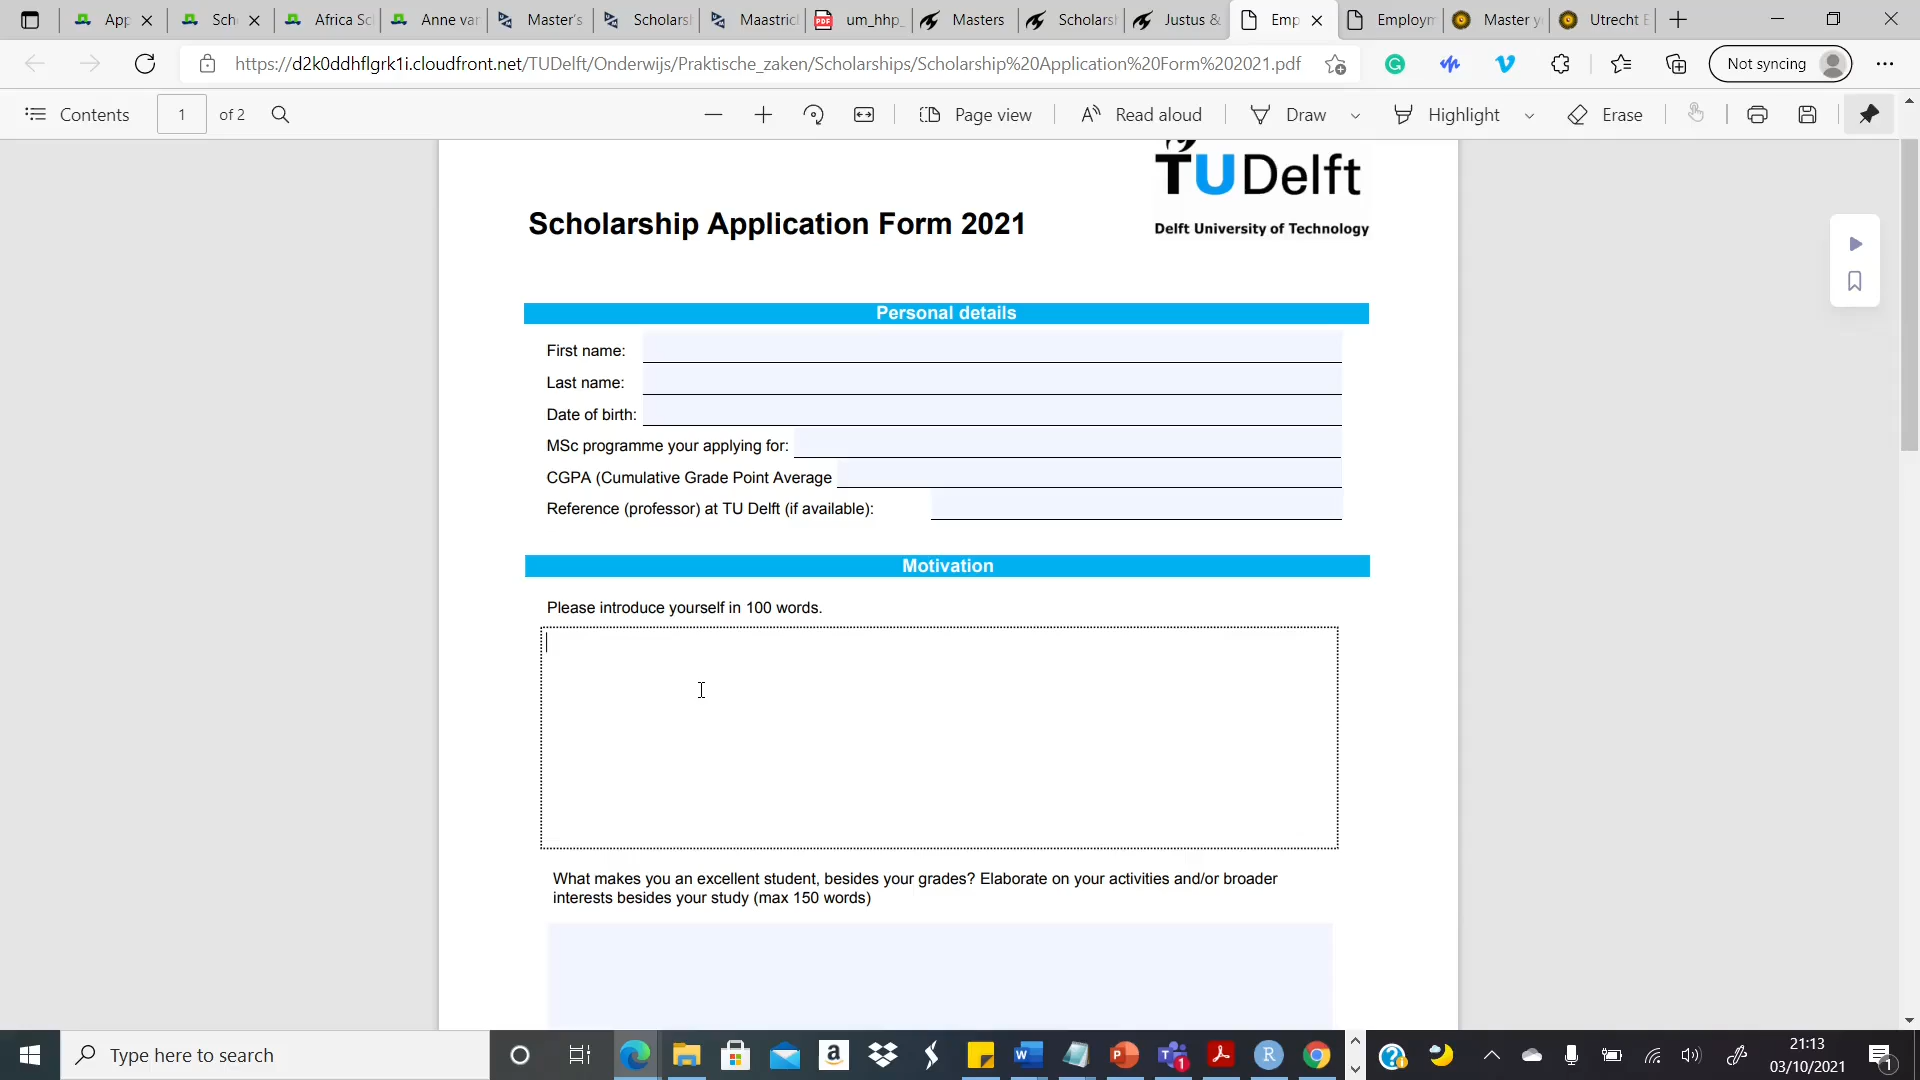 App
Sch
Africa Sc
Anne var
Master's
Scholars
Maastric
um_hhp_
Masters
Scholars
Justus &
Emp
Employm
Master y
Utrecht E
https://d2k0ddhflgrk1i.cloudfront.net/TUDelft/Onderwijs/Praktische_zaken/Scholarships/Scholarship%20Application%20Form%202021.pdf
Not syncing
Contents
1
of 2
Page view
Read aloud
Draw
Highlight
Erase
TUDelft
Scholarship Application Form 2021
Delft University of Technology
Personal details
First name:
Last name:
Date of birth:
MSc programme your applying for:
CGPA (Cumulative Grade Point Average
Reference (professor) at TU Delft (if available):
Motivation
Please introduce yourself in 100 words.
What makes you an excellent student, besides your grades? Elaborate on your activities and/or broader
interests besides your study (max 150 words)
Type here to search
21:13
03/10/2021
1